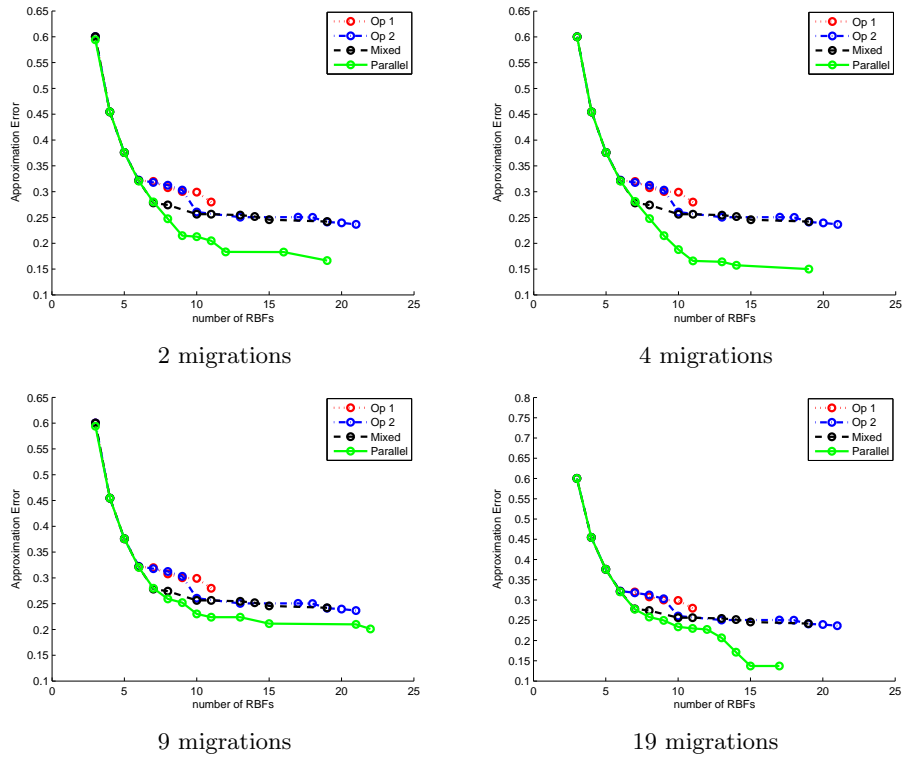 0.65
0.6
0.55
0.5
0.45
0.4
0.35
0.3
0.25
0.2
0.15
0.1
Approximation Error
0 5 10 15 20 25
number of RBFs
Op 1
Op 2
Mixed
Parallel
2 migrations
0.65
0.6
0.55
0.5
0.45
0.4
0.35
0.3
0.25
0.2
0.15
0.1
Approximation Error
0 5 10 15 20 25
number of RBFs
Op 1
Op 2
Mixed
Parallel
4 migrations
0.65
0.6
0.55
0.5
0.45
0.4
0.35
0.3
0.25
0.2
0.15
0.1
Approximation Error
0 5 10 15 20 25
number of RBFs
Op 1
Op 2
Mixed
Parallel
9 migrations
0.8
0.75
0.7
0.65
0.6
0.55
0.5
0.45
0.4
0.35
0.3
0.25
0.2
0.15
0.1
Approximation Error
0 5 10 15 20 25
number of RBFs
Op 1
Op 2
Mixed
Parallel
19 migrations